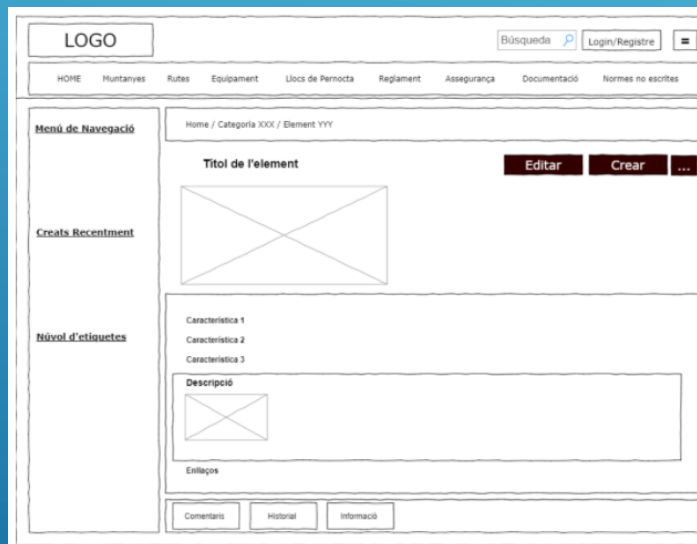 LOGO
Búsqueda
Login/Registre
=
HOME Muntanyes Rutes Equipament Llocs de Pernocta Reglament Assegurança Documentació Normes no escrites
Menú de Navegació
Creats Recentment
Núvol d'etiquetes
Home / Categoria XXX / Element YYY
Títol de l'element
Editar Crear ...
Característica 1
Característica 2
Característica 3
Descripció
Enllaços
Comentaris Historial Informació